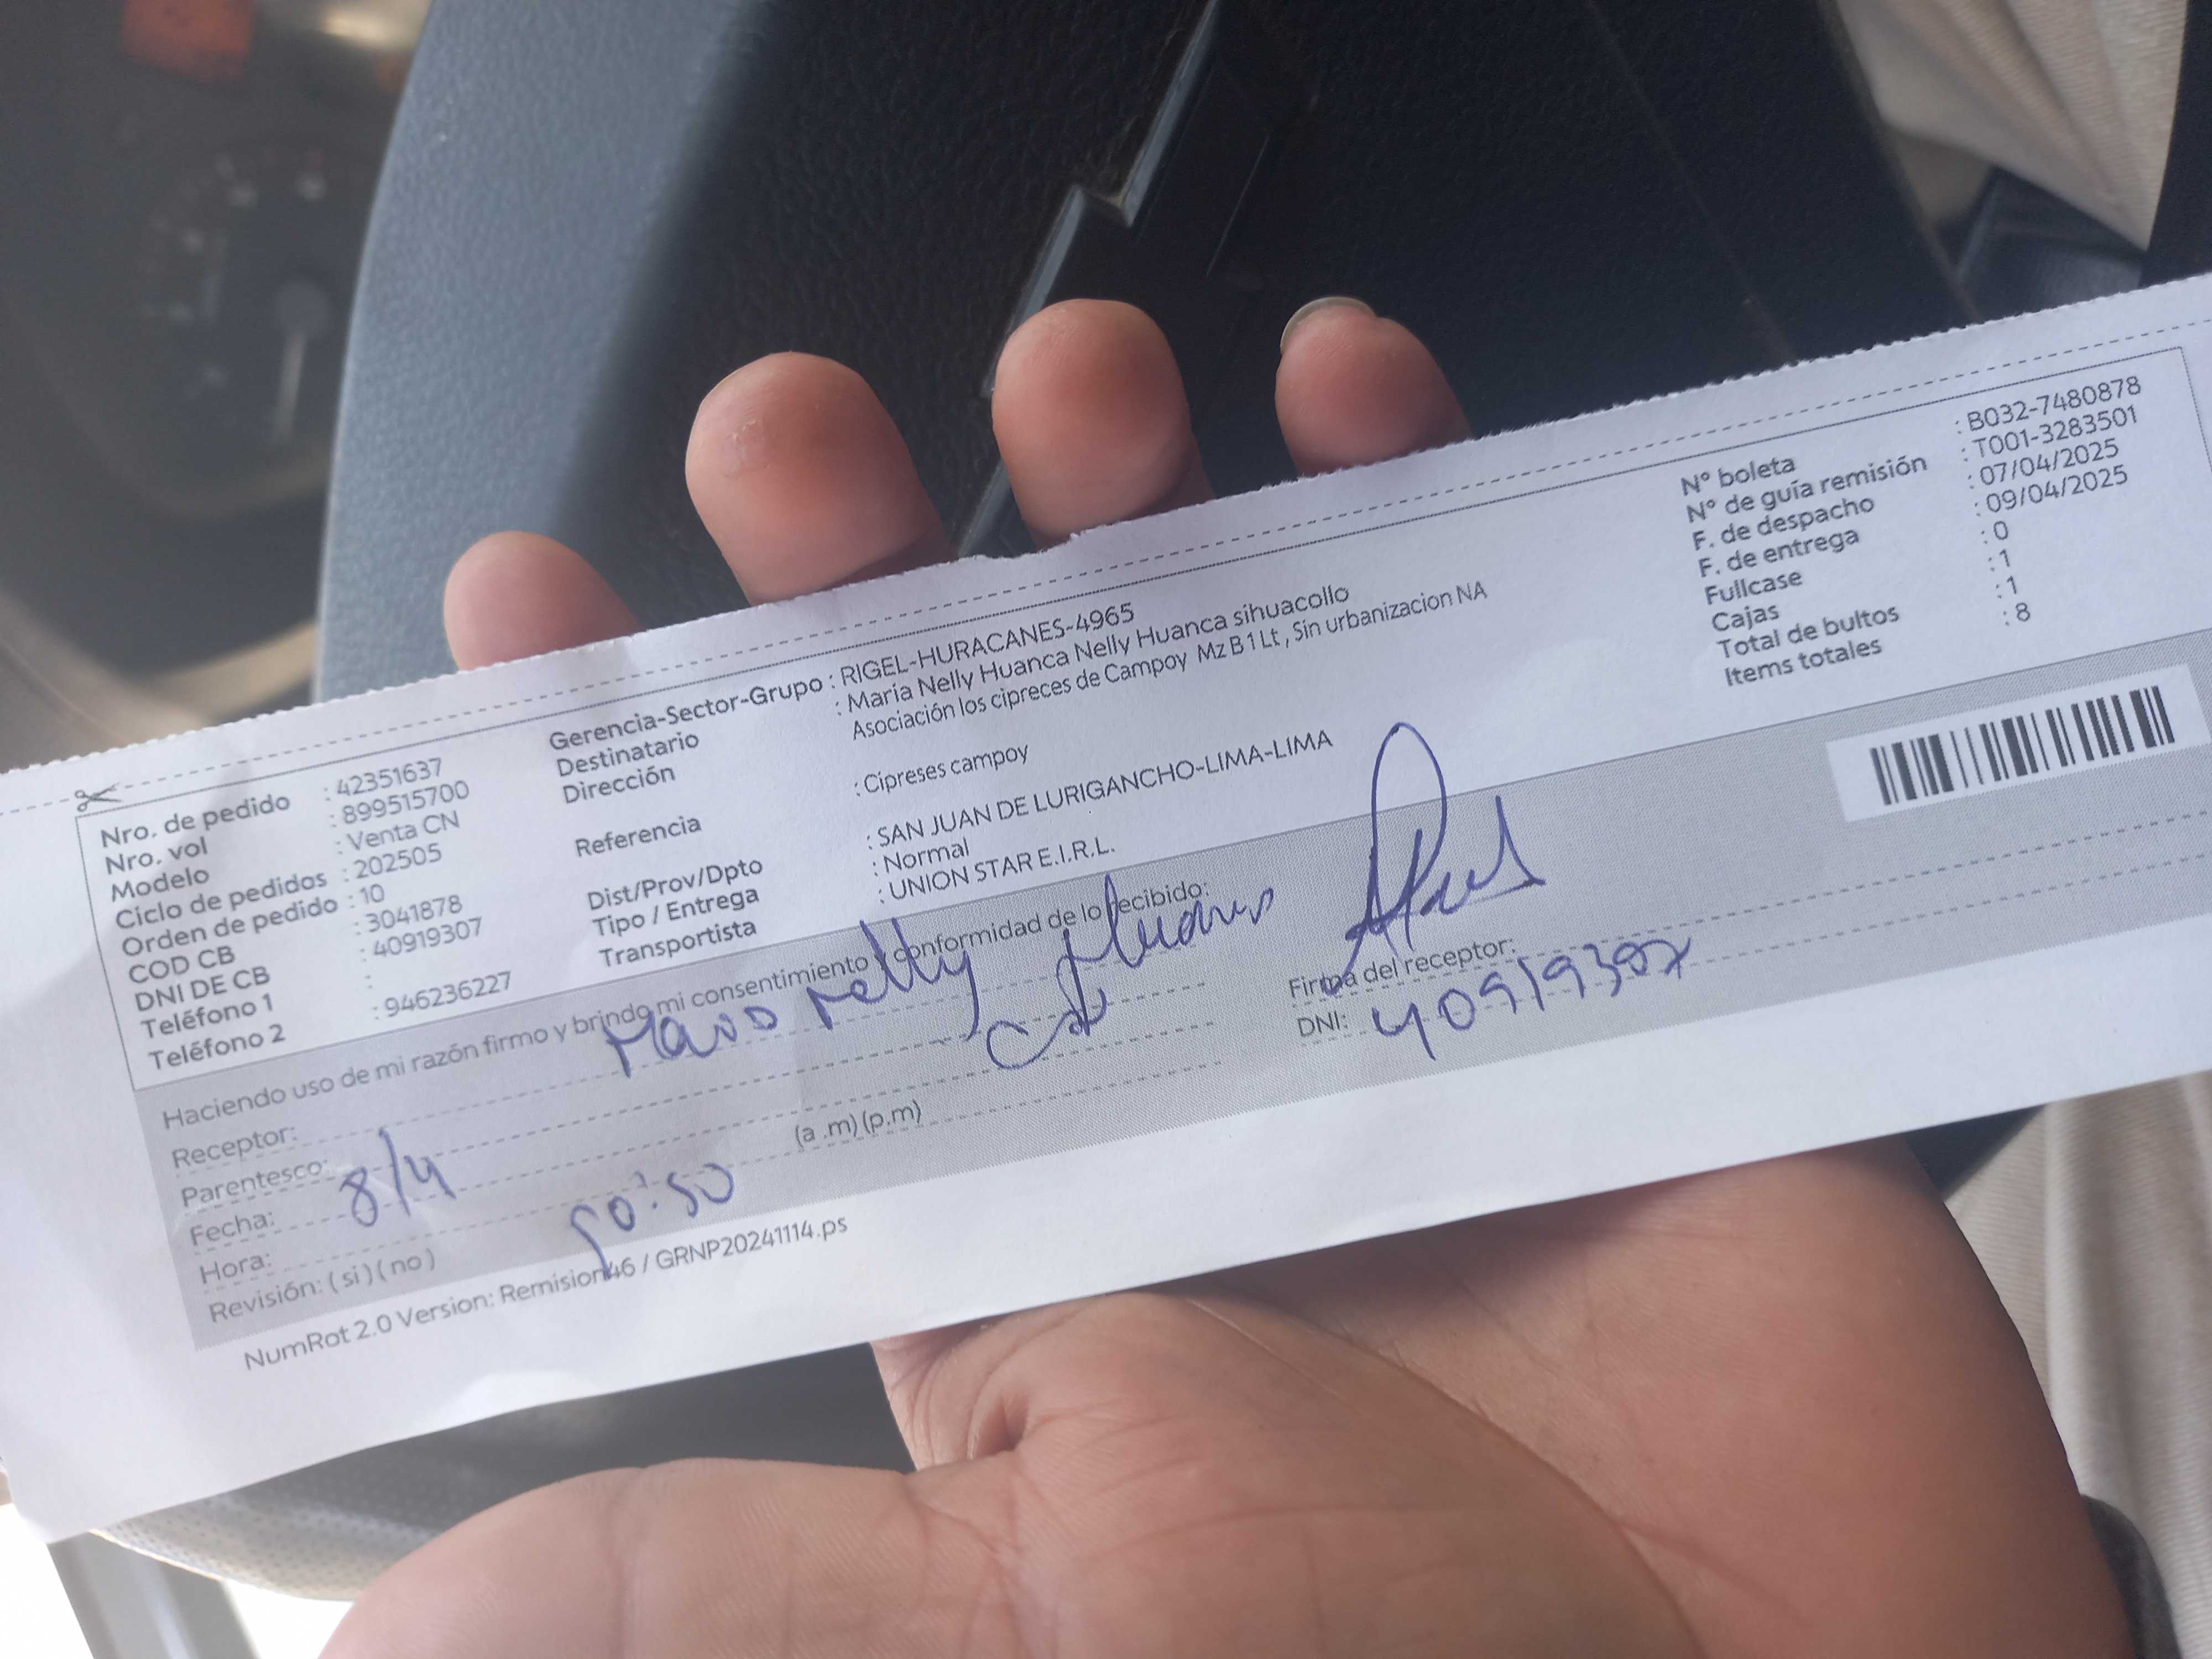 Nro. de pedido : 42351637
Nro. vol : 899515700
Modelo : Venta CN
Ciclo de pedidos : 202505
Orden de pedido : 10
COD CB : 3041878
DNI DE CB : 40919307
Teléfono 1 :
Teléfono 2 : 946236227
Gerencia-Sector-Grupo : RIGEL-HURACANES-4965
Destinatario : Maria Nelly Huanca Nelly Huanca sihuacollo
Dirección Asociación los cipreces de Campoy Mz B 1 Lt , Sin urbanizacion NA
Referencia : Cipreses campoy
Dist/Prov/Dpto : SAN JUAN DE LURIGANCHO-LIMA-LIMA
Tipo / Entrega : Normal
Transportista : UNION STAR E.I.R.L.
N° boleta : B032-7480878
N° de guía remisión : T001-3283501
F. de despacho : 07/04/2025
F. de entrega : 09/04/2025
Fullcase : 0
Cajas : 1
Total de bultos : 1
Items totales : 8
Haciendo uso de mi razón firmo y brindo mi consentimiento y conformidad de lo recibido:
Receptor: Nelly
Parentesco:
Fecha: 8/4
Hora: (a .m) (p.m)
Revisión: ( si ) ( no )
Firma del receptor:
DNI: 40919307
NumRot 2.0 Version: Remision46 / GRNP20241114.ps